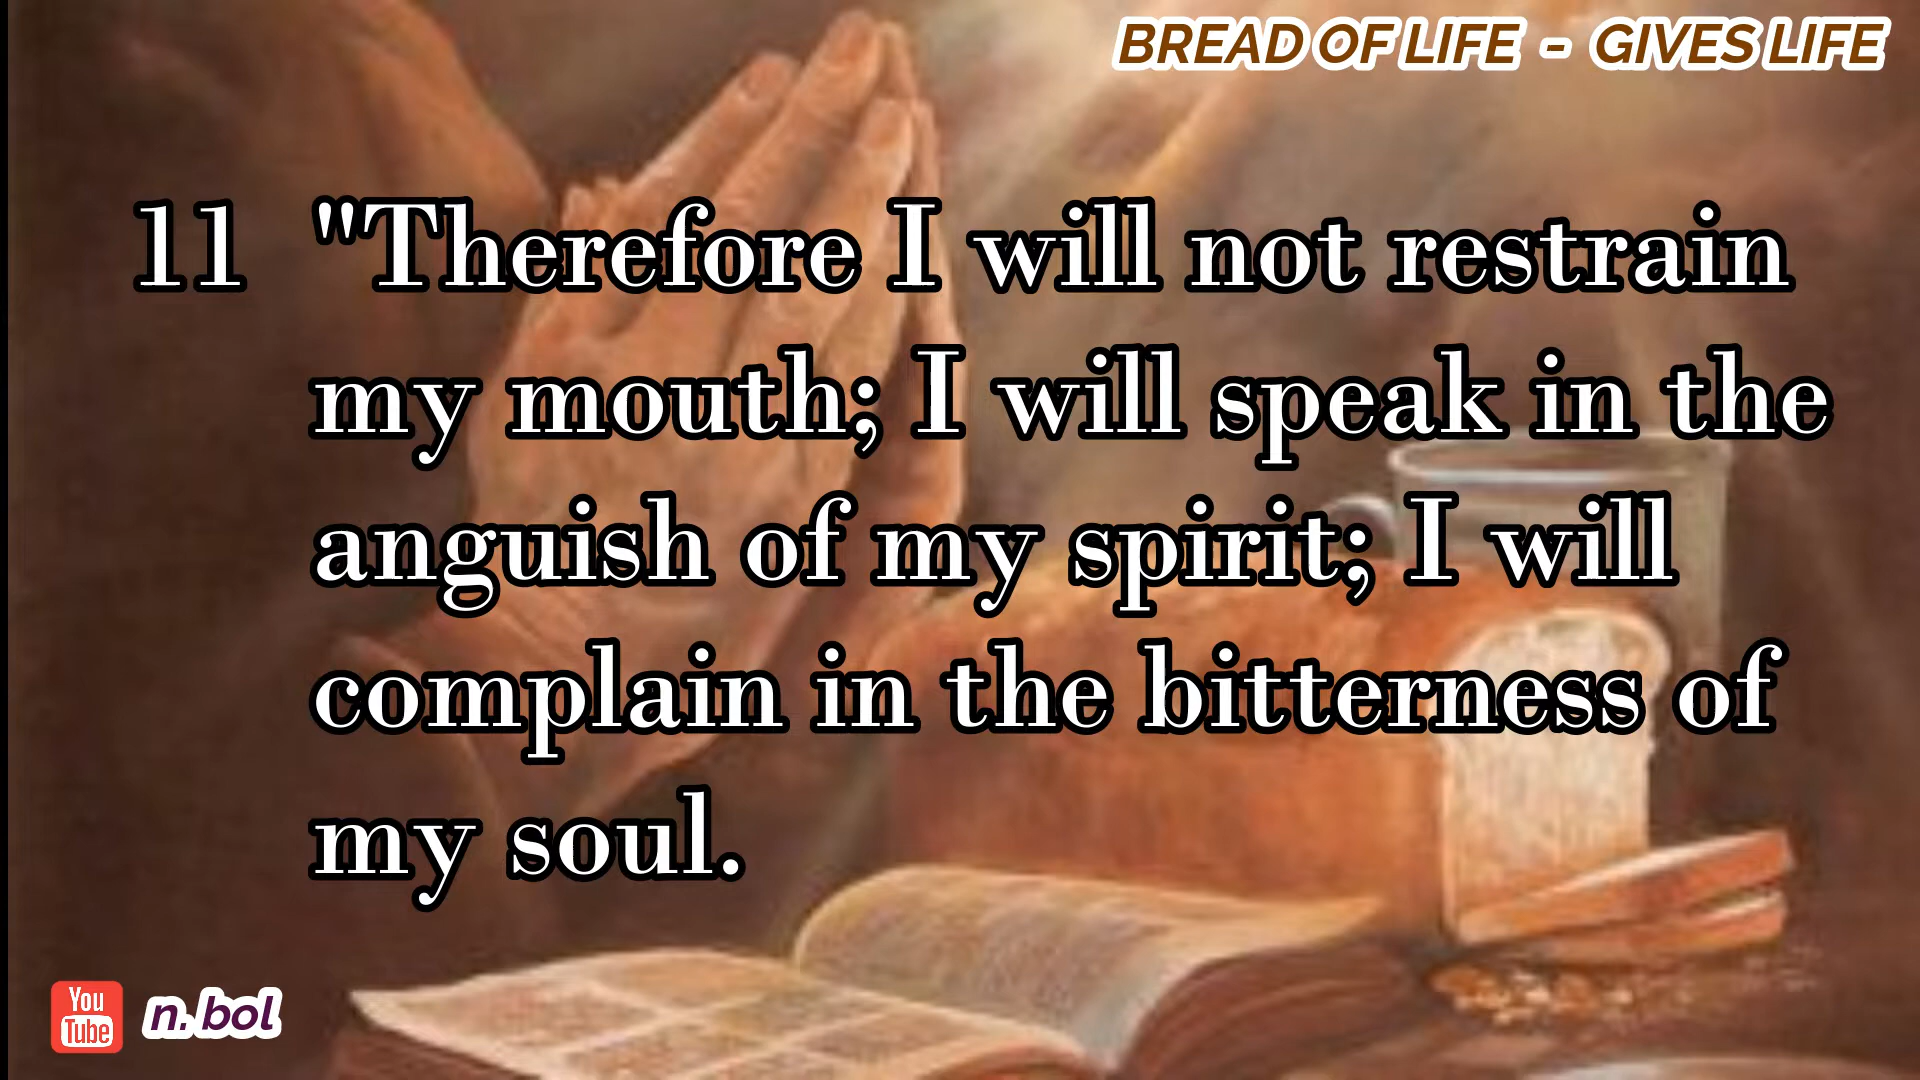 BREAD OF LIFE - GIVES LIFE
11 "Therefore I will not restrain
my mouth; I will speak in the
anguish of my spirit; I will
complain in the bitterness of
my soul.
You
Tube
n.bol